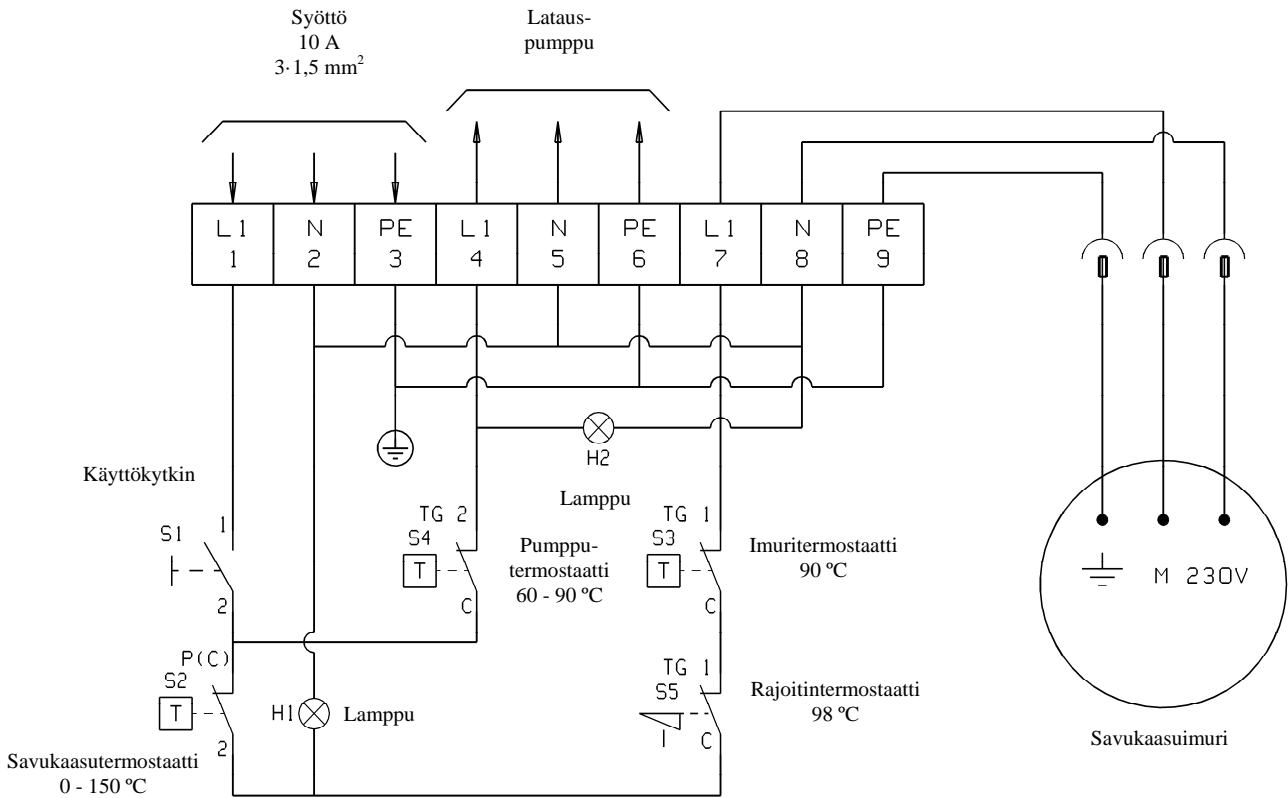 Syöttö
10 A
3·1,5 mm²
Lataus-
pumppu
L1 N PE L1 N PE L1 N PE
1 2 3 4 5 6 7 8 9
H2
Käyttökytkin
Lamppu
S1
1
2
TG 2
S4
T
C
Pumppu-
termostaatti
60 - 90 ºC
TG 1
S3
T
C
Imuritermostaatti
90 ºC
M 230V
P(C)
S2
T
2
H1
Lamppu
TG 1
S5
I
C
Rajoitintermostaatti
98 ºC
Savukaasuimuri
Savukaasutermostaatti
0 - 150 ºC